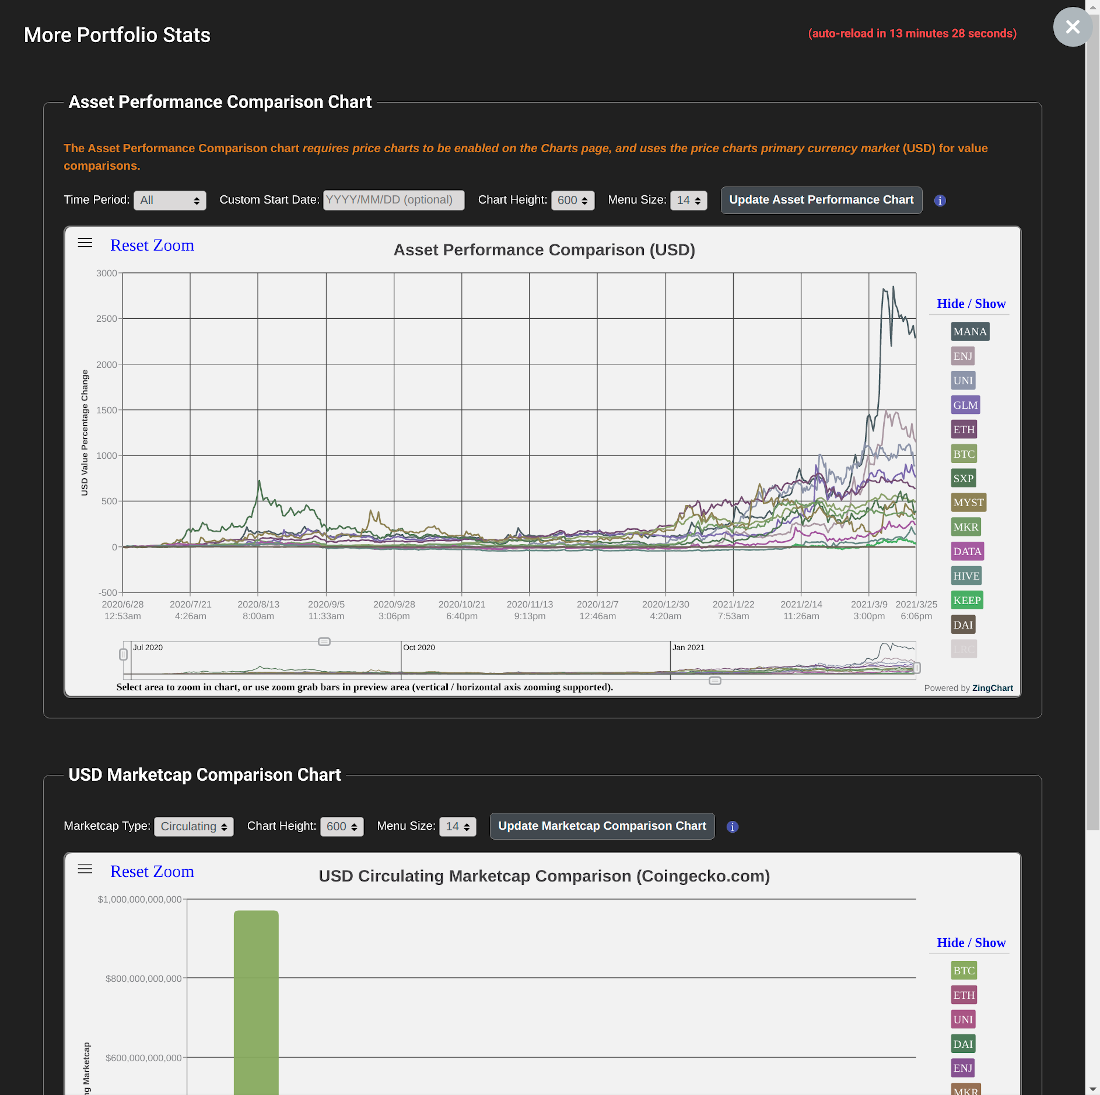 More Portfolio Stats
(auto-reload in 13 minutes 28 seconds)
Asset Performance Comparison Chart
The Asset Performance Comparison chart requires price charts to be enabled on the Charts page, and uses the price charts primary currency market (USD) for value
comparisons.
Time Period: All Custom Start Date: YYYY/MM/DD (optional) Chart Height: 600 Menu Size: 14 Update Asset Performance Chart i
Reset Zoom
Asset Performance Comparison (USD)
USD Value Percentage Change
3000
2500
2000
1500
1000
500
0
-500
2020/6/28 2020/7/21 2020/8/13 2020/9/5 2020/9/28 2020/10/21 2020/11/13 2020/12/7 2020/12/30 2021/1/22 2021/2/14 2021/3/9 2021/3/25
12:53am 4:26am 8:00am 11:33am 3:06pm 6:40pm 9:13pm 12:46am 4:20am 7:53am 11:26am 3:00pm 6:06pm
Hide / Show
MANA
ENJ
UNI
GLM
ETH
BTC
SXP
MYST
MKR
DATA
HIVE
KEEP
DAI
Jul 2020 Oct 2020 Jan 2021
Select area to zoom in chart, or use zoom grab bars in preview area (vertical / horizontal axis zooming supported).
Powered by ZingChart
USD Marketcap Comparison Chart
Marketcap Type: Circulating Chart Height: 600 Menu Size: 14 Update Marketcap Comparison Chart i
Reset Zoom
USD Circulating Marketcap Comparison (Coingecko.com)
$1,000,000,000,000
$800,000,000,000
$600,000,000,000
Marketcap
Hide / Show
BTC
ETH
UNI
DAI
ENJ
MKR